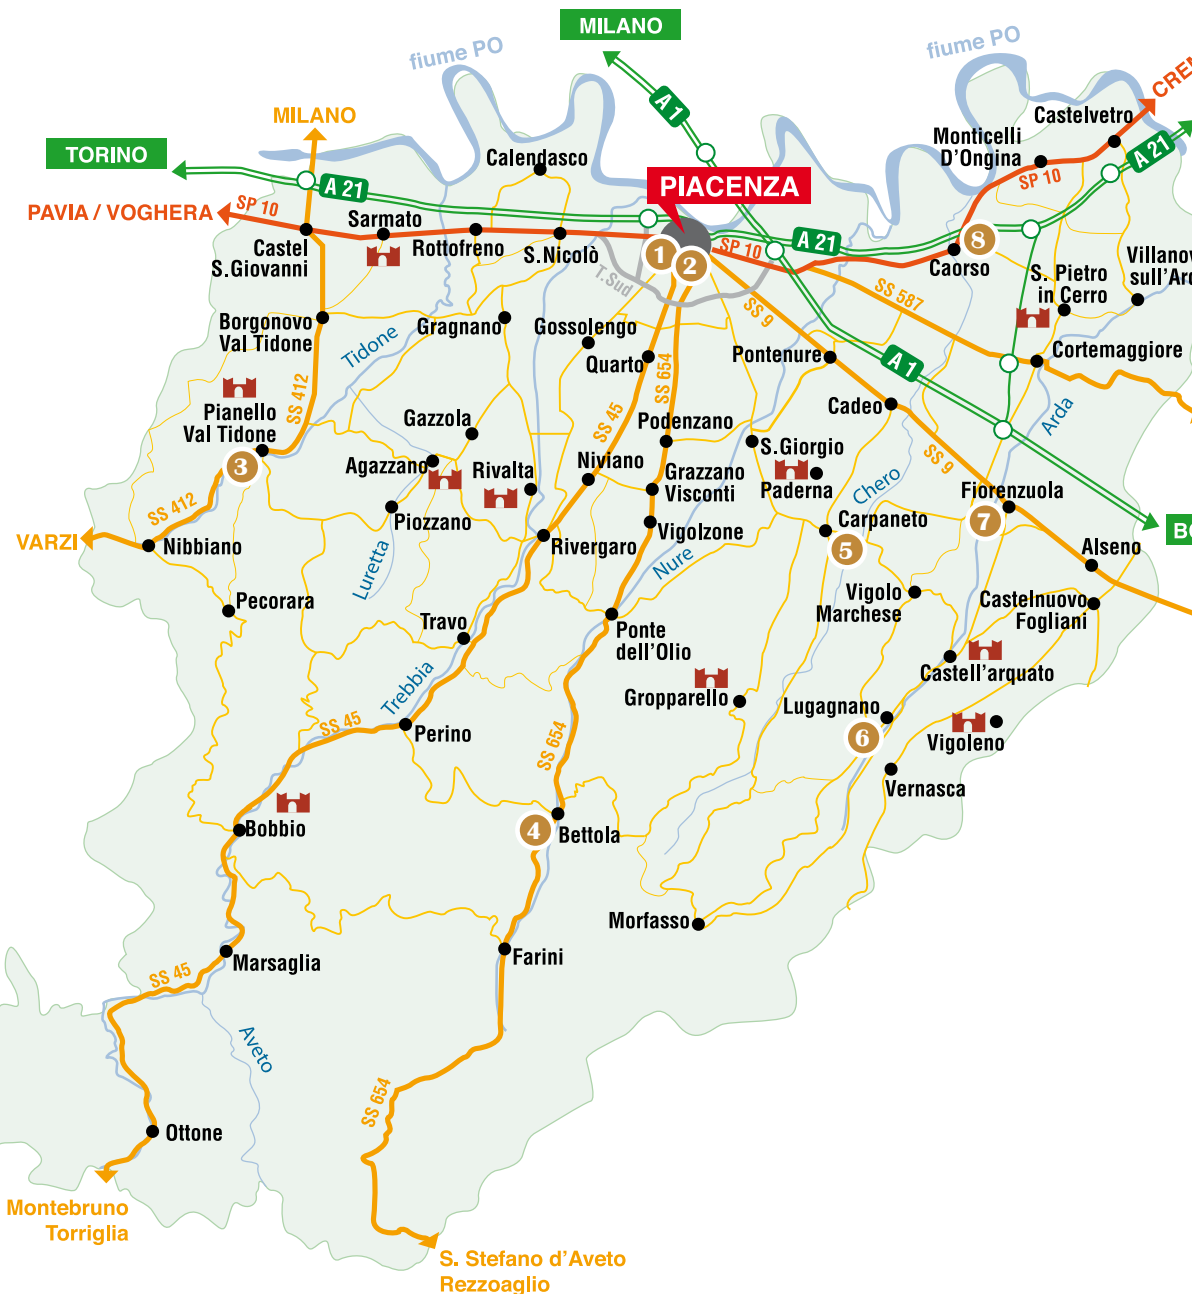 MILANO
fiume PO
fiume PO
MILANO
A 1
TORINO
A 21
Calendasco
Castelvetro
Monticelli
D'Ongina
A 21
SP 10
PIACENZA
PAVIA / VOGHERA
SP 10
Sarmato
Rottofreno
S.Nicolò
Castel
S.Giovanni
1
2
T.Sud
SP 10
A 21
8
Caorso
S. Pietro
in Cerro
SS 587
SS 9
Borgonovo
Val Tidone
Tidone
Gragnano
Gossolengo
Quarto
SS 654
Pontenure
A 1
Cortemaggiore
SS 412
Pianello
Val Tidone
3
Gazzola
Agazzano
Rivalta
SS 45
Niviano
Podenzano
Grazzano
Visconti
S.Giorgio
Paderna
Cadeo
Chero
SS 9
Arda
Fiorenzuola
7
SS 412
VARZI
Nibbiano
Piozzano
Luretta
Rivergaro
Vigolzone
Nure
Carpaneto
5
Alseno
Pecorara
Travo
Ponte
dell'Olio
Vigolo
Marchese
Castelnuovo
Fogliani
Castell'arquato
Trebbia
SS 45
Perino
SS 654
Gropparello
Lugagnano
6
Vigoleno
Vernasca
Bobbio
4
Bettola
Morfasso
Marsaglia
SS 45
Farini
Aveto
SS 654
Ottone
Montebruno
Torriglia
S. Stefano d'Aveto
Rezzoaglio